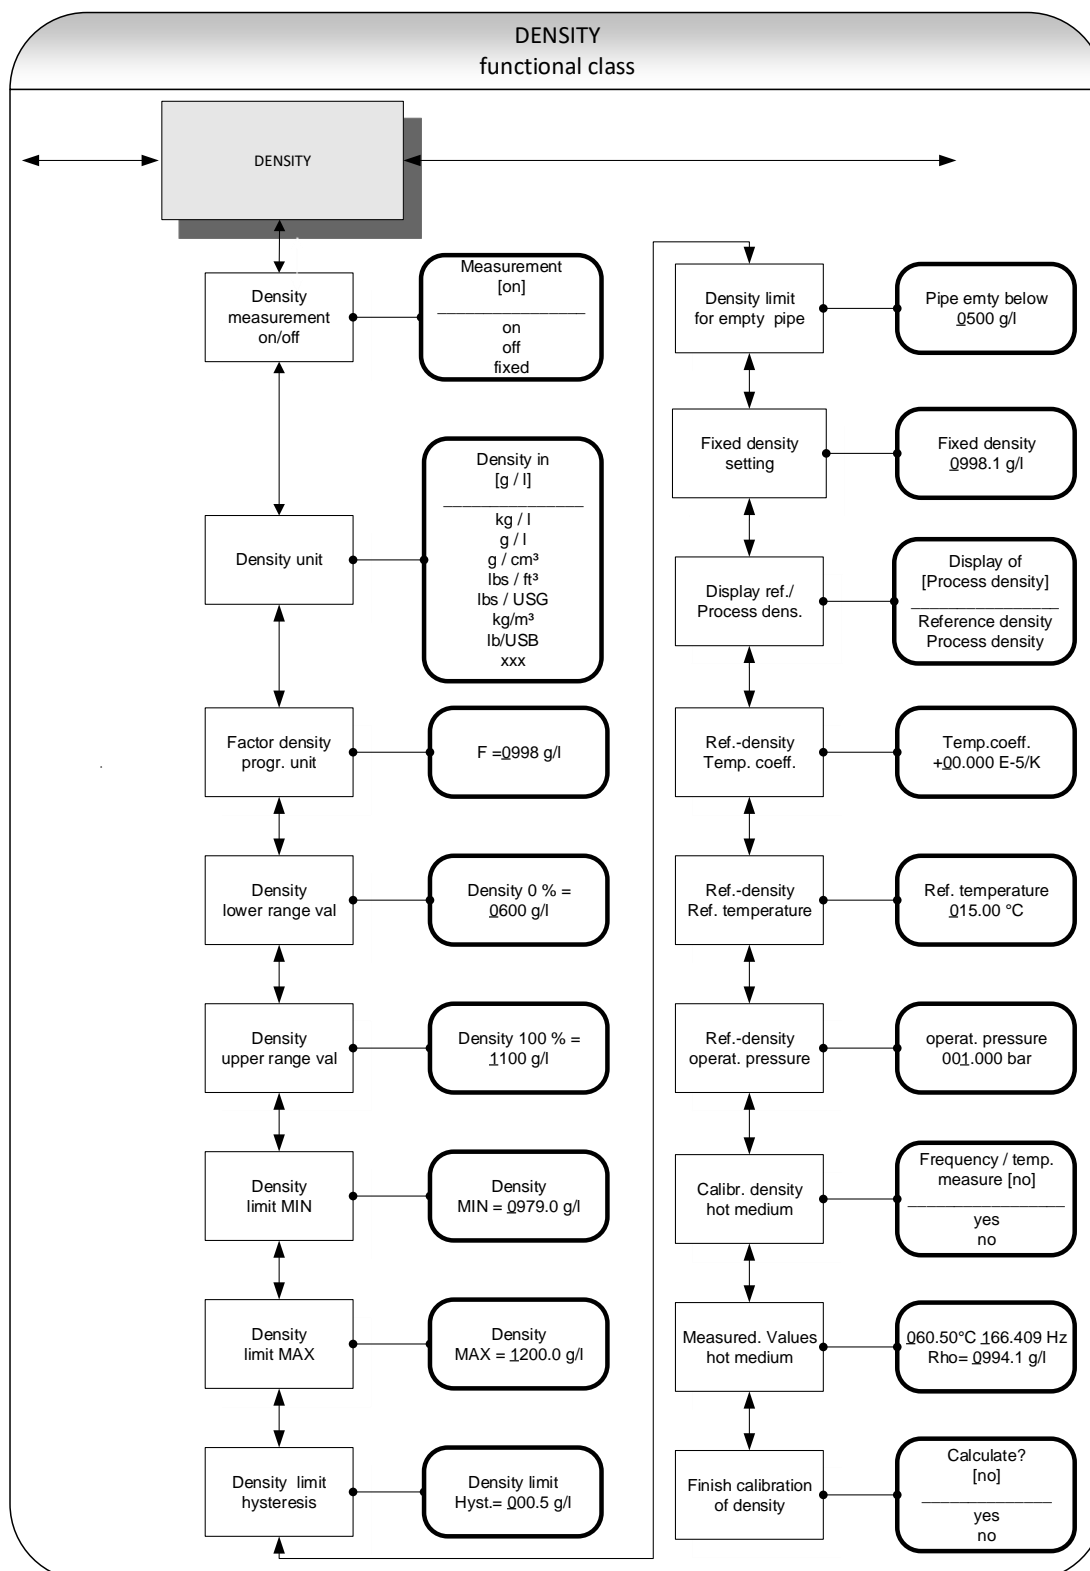 DENSITY
functional class
DENSITY
Density
measurement
on/off
Measurement
[on]
on
off
fixed
Density unit
Density in
[g / l]
kg / l
g / l
g / cm³
lbs / ft³
lbs / USG
kg/m³
lb/USB
xxx
Factor density
progr. unit
F =0998 g/l
Density
lower range val
Density 0 % =
0600 g/l
Density
upper range val
Density 100 % =
1100 g/l
Density
limit MIN
Density
MIN = 0979.0 g/l
Density
limit MAX
Density
MAX = 1200.0 g/l
Density limit
hysteresis
Density limit
Hyst.= 000.5 g/l
Density limit
for empty pipe
Pipe emty below
0500 g/l
Fixed density
setting
Fixed density
0998.1 g/l
Display ref./
Process dens.
Display of
[Process density]
Reference density
Process density
Ref.-density
Temp. coeff.
Temp.coeff.
+00.000 E-5/K
Ref.-density
Ref. temperature
Ref. temperature
015.00 °C
Ref.-density
operat. pressure
operat. pressure
001.000 bar
Calibr. density
hot medium
Frequency / temp.
measure [no]
yes
no
Measured. Values
hot medium
060.50°C 166.409 Hz
Rho= 0994.1 g/l
Finish calibration
of density
Calculate?
[no]
yes
no